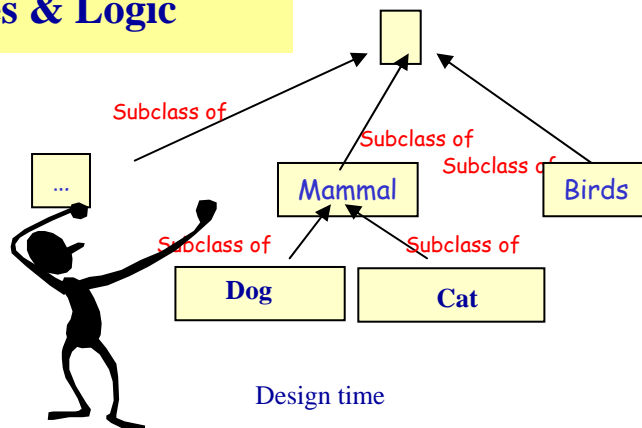 & Logic
Subclass of
Subclass of
Subclass of
...
Mammal
Birds
Subclass of
Subclass of
Dog
Cat
Design time